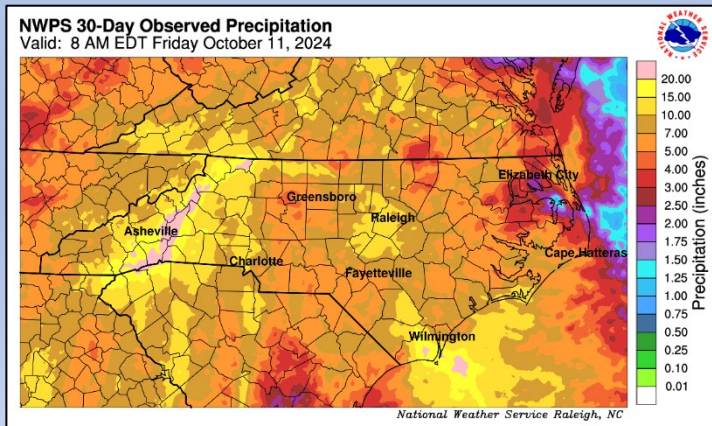 NWPS 30-Day Observed Precipitation
Valid: 8 AM EDT Friday October 11, 2024
NATIONAL WEATHER SERVICE
20.00
15.00
10.00
7.00
5.00
4.00
3.00
2.50
2.00
1.75
1.50
1.25
1.00
0.75
0.50
0.25
0.10
0.01
Precipitation (inches)
Elizabeth City
Greensboro
Raleigh
Asheville
Cape Hatteras
Charlotte
Fayetteville
Wilmington
National Weather Service Raleigh, NC